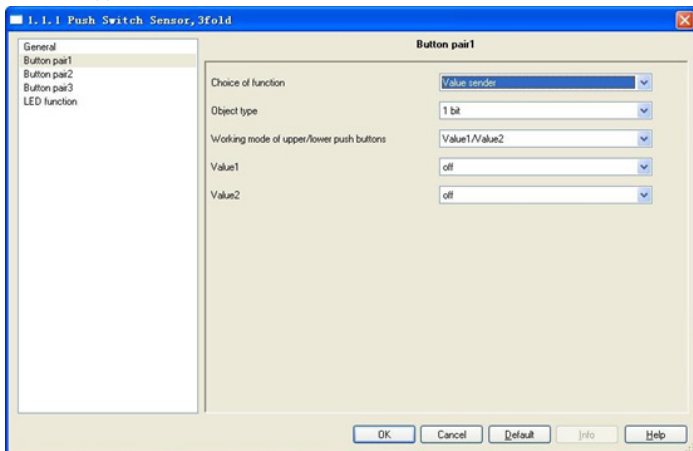 1.1.1 Push Switch Sensor,3fold
General
Button pair1
Button pair2
Button pair3
LED function
Button pair1
Choice of function
Value sender
Object type
1 bit
Working mode of upper/lower push buttons
Value1/Value2
Value1
off
Value2
off
OK
Cancel
Default
Info
Help